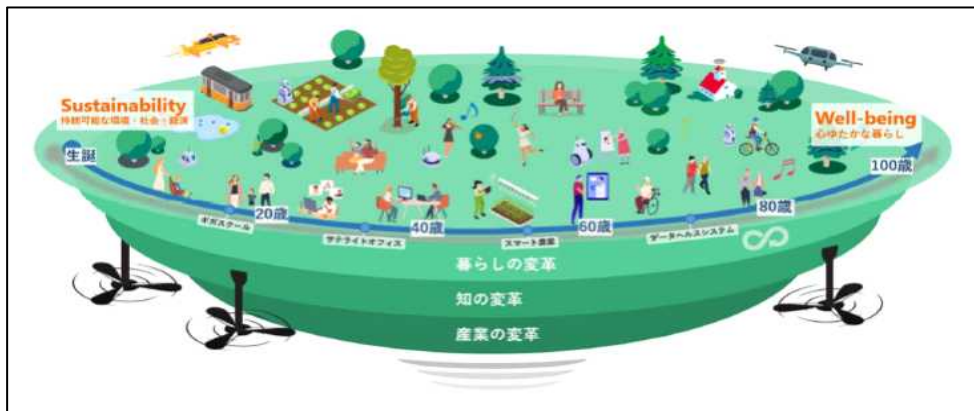 Sustainability
持続可能な環境・社会・経済
Well-being
心ゆたかな暮らし
生誕
20歳
40歳
60歳
80歳
100歳
ギガスクール
サテライトオフィス
スマート農業
データヘルスシステム
暮らしの変革
知の変革
産業の変革